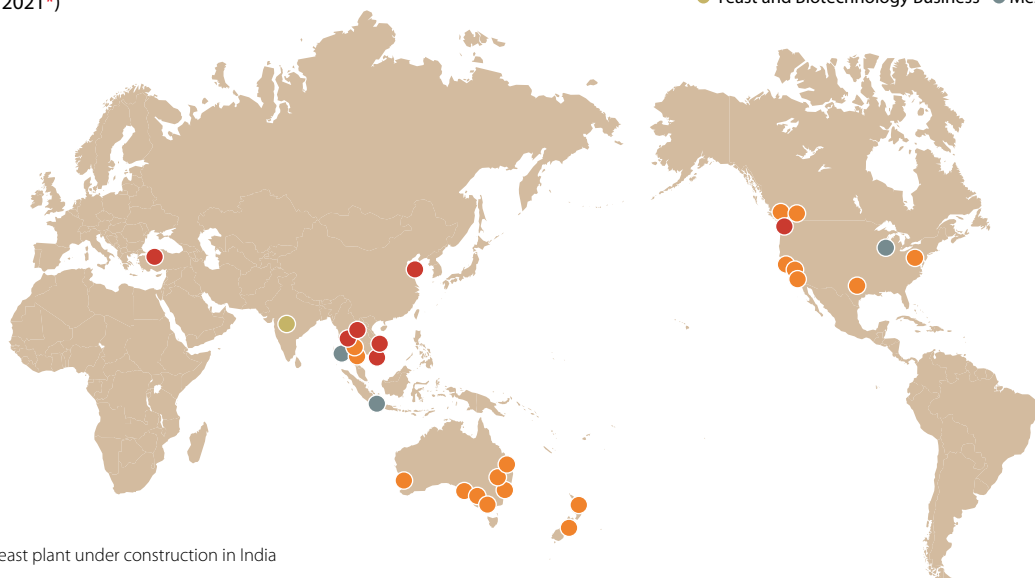 2021*)
Yeast and Biotechnology Business
east plant under construction in India